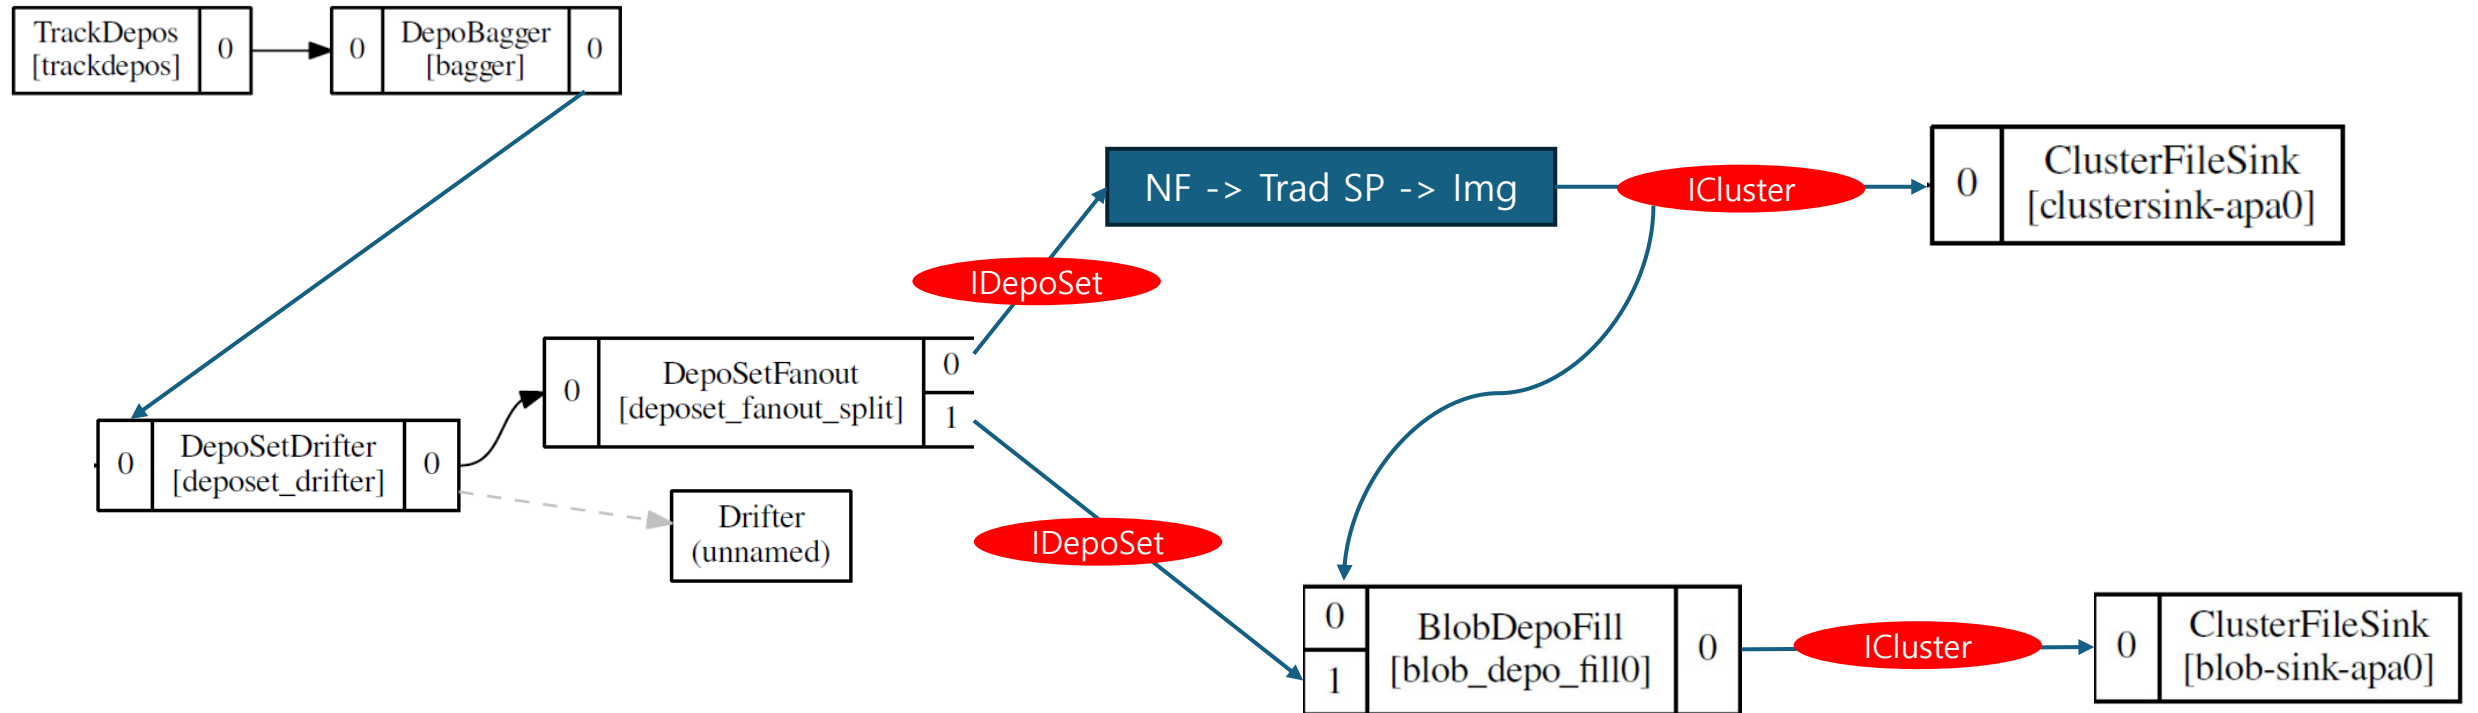 TrackDepos
[trackdepos]
0
0
DepoBagger
[bagger]
0
NF -> Trad SP -> Img
ICluster
0
ClusterFileSink
[clustersink-apa0]
IDepoSet
0
DepoSetFanout
[deposet_fanout_split]
0
1
0
DepoSetDrifter
[deposet_drifter]
0
Drifter
(unnamed)
IDepoSet
0
1
BlobDepoFill
[blob_depo_fill0]
0
ICluster
0
ClusterFileSink
[blob-sink-apa0]